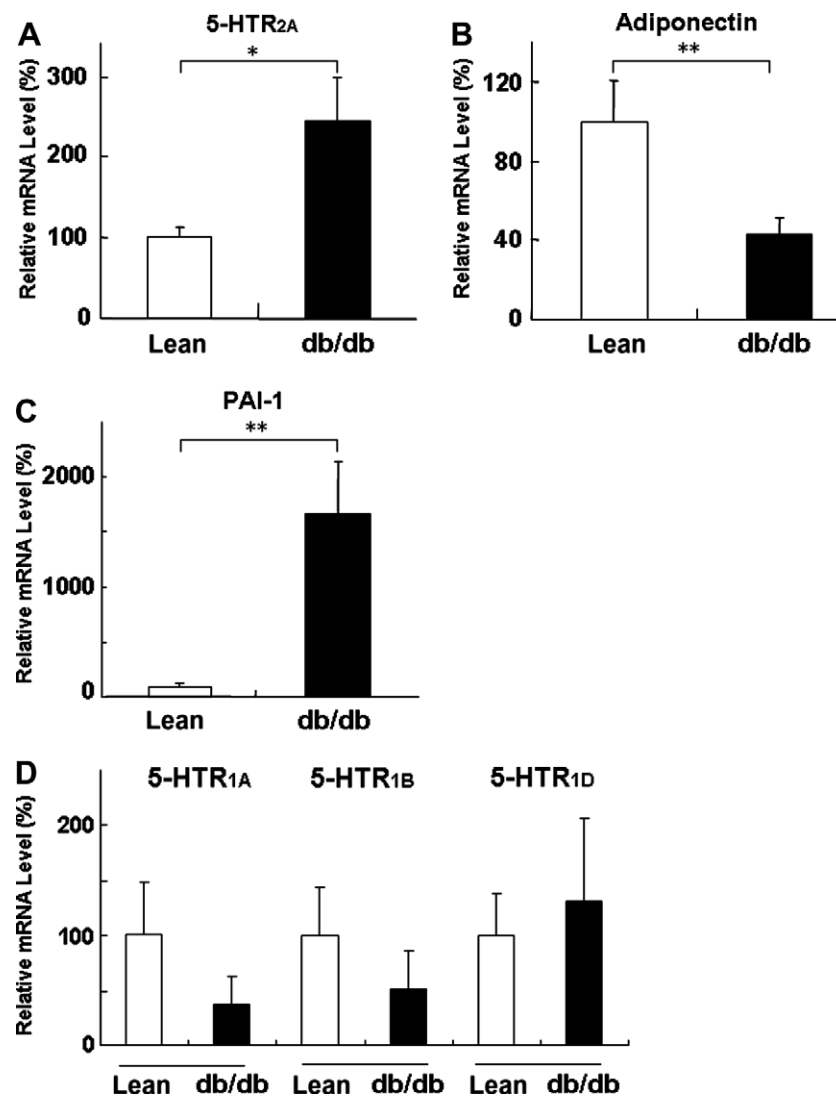 A
5-HTR2A
*
Relative mRNA Level (%)
300
200
100
0
Lean db/db
B
Adiponectin
**
Relative mRNA Level (%)
120
80
40
0
Lean db/db
C
PAI-1
**
Relative mRNA Level (%)
2000
1000
0
Lean db/db
D
5-HTR1A 5-HTR1B 5-HTR1D
Relative mRNA Level (%)
200
100
0
Lean db/db Lean db/db Lean db/db